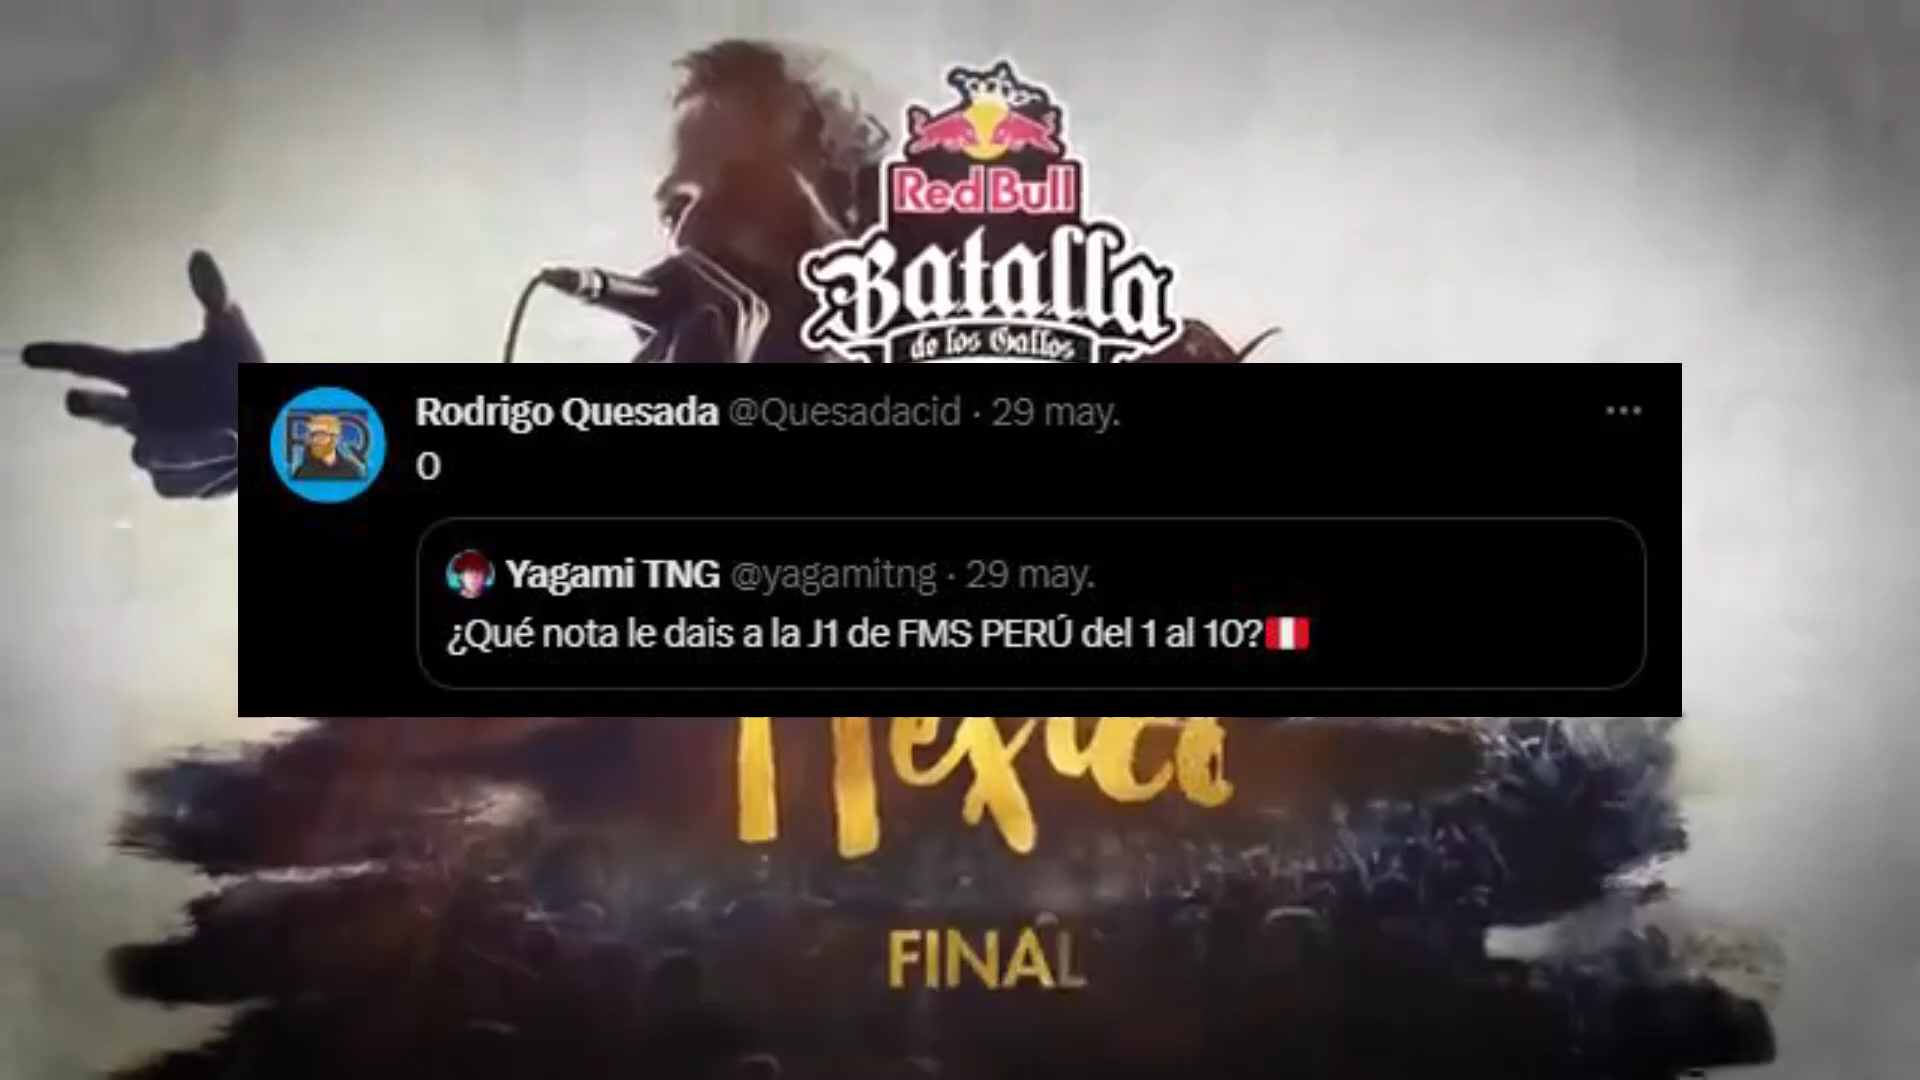 Red Bull
Batalla
de los Gallos
Rodrigo Quesada @Quesadacid · 29 may.
0
Yagami TNG @yagamitng · 29 may.
¿Qué nota le dais a la J1 de FMS PERÚ del 1 al 10?🇵🇪
FINAL